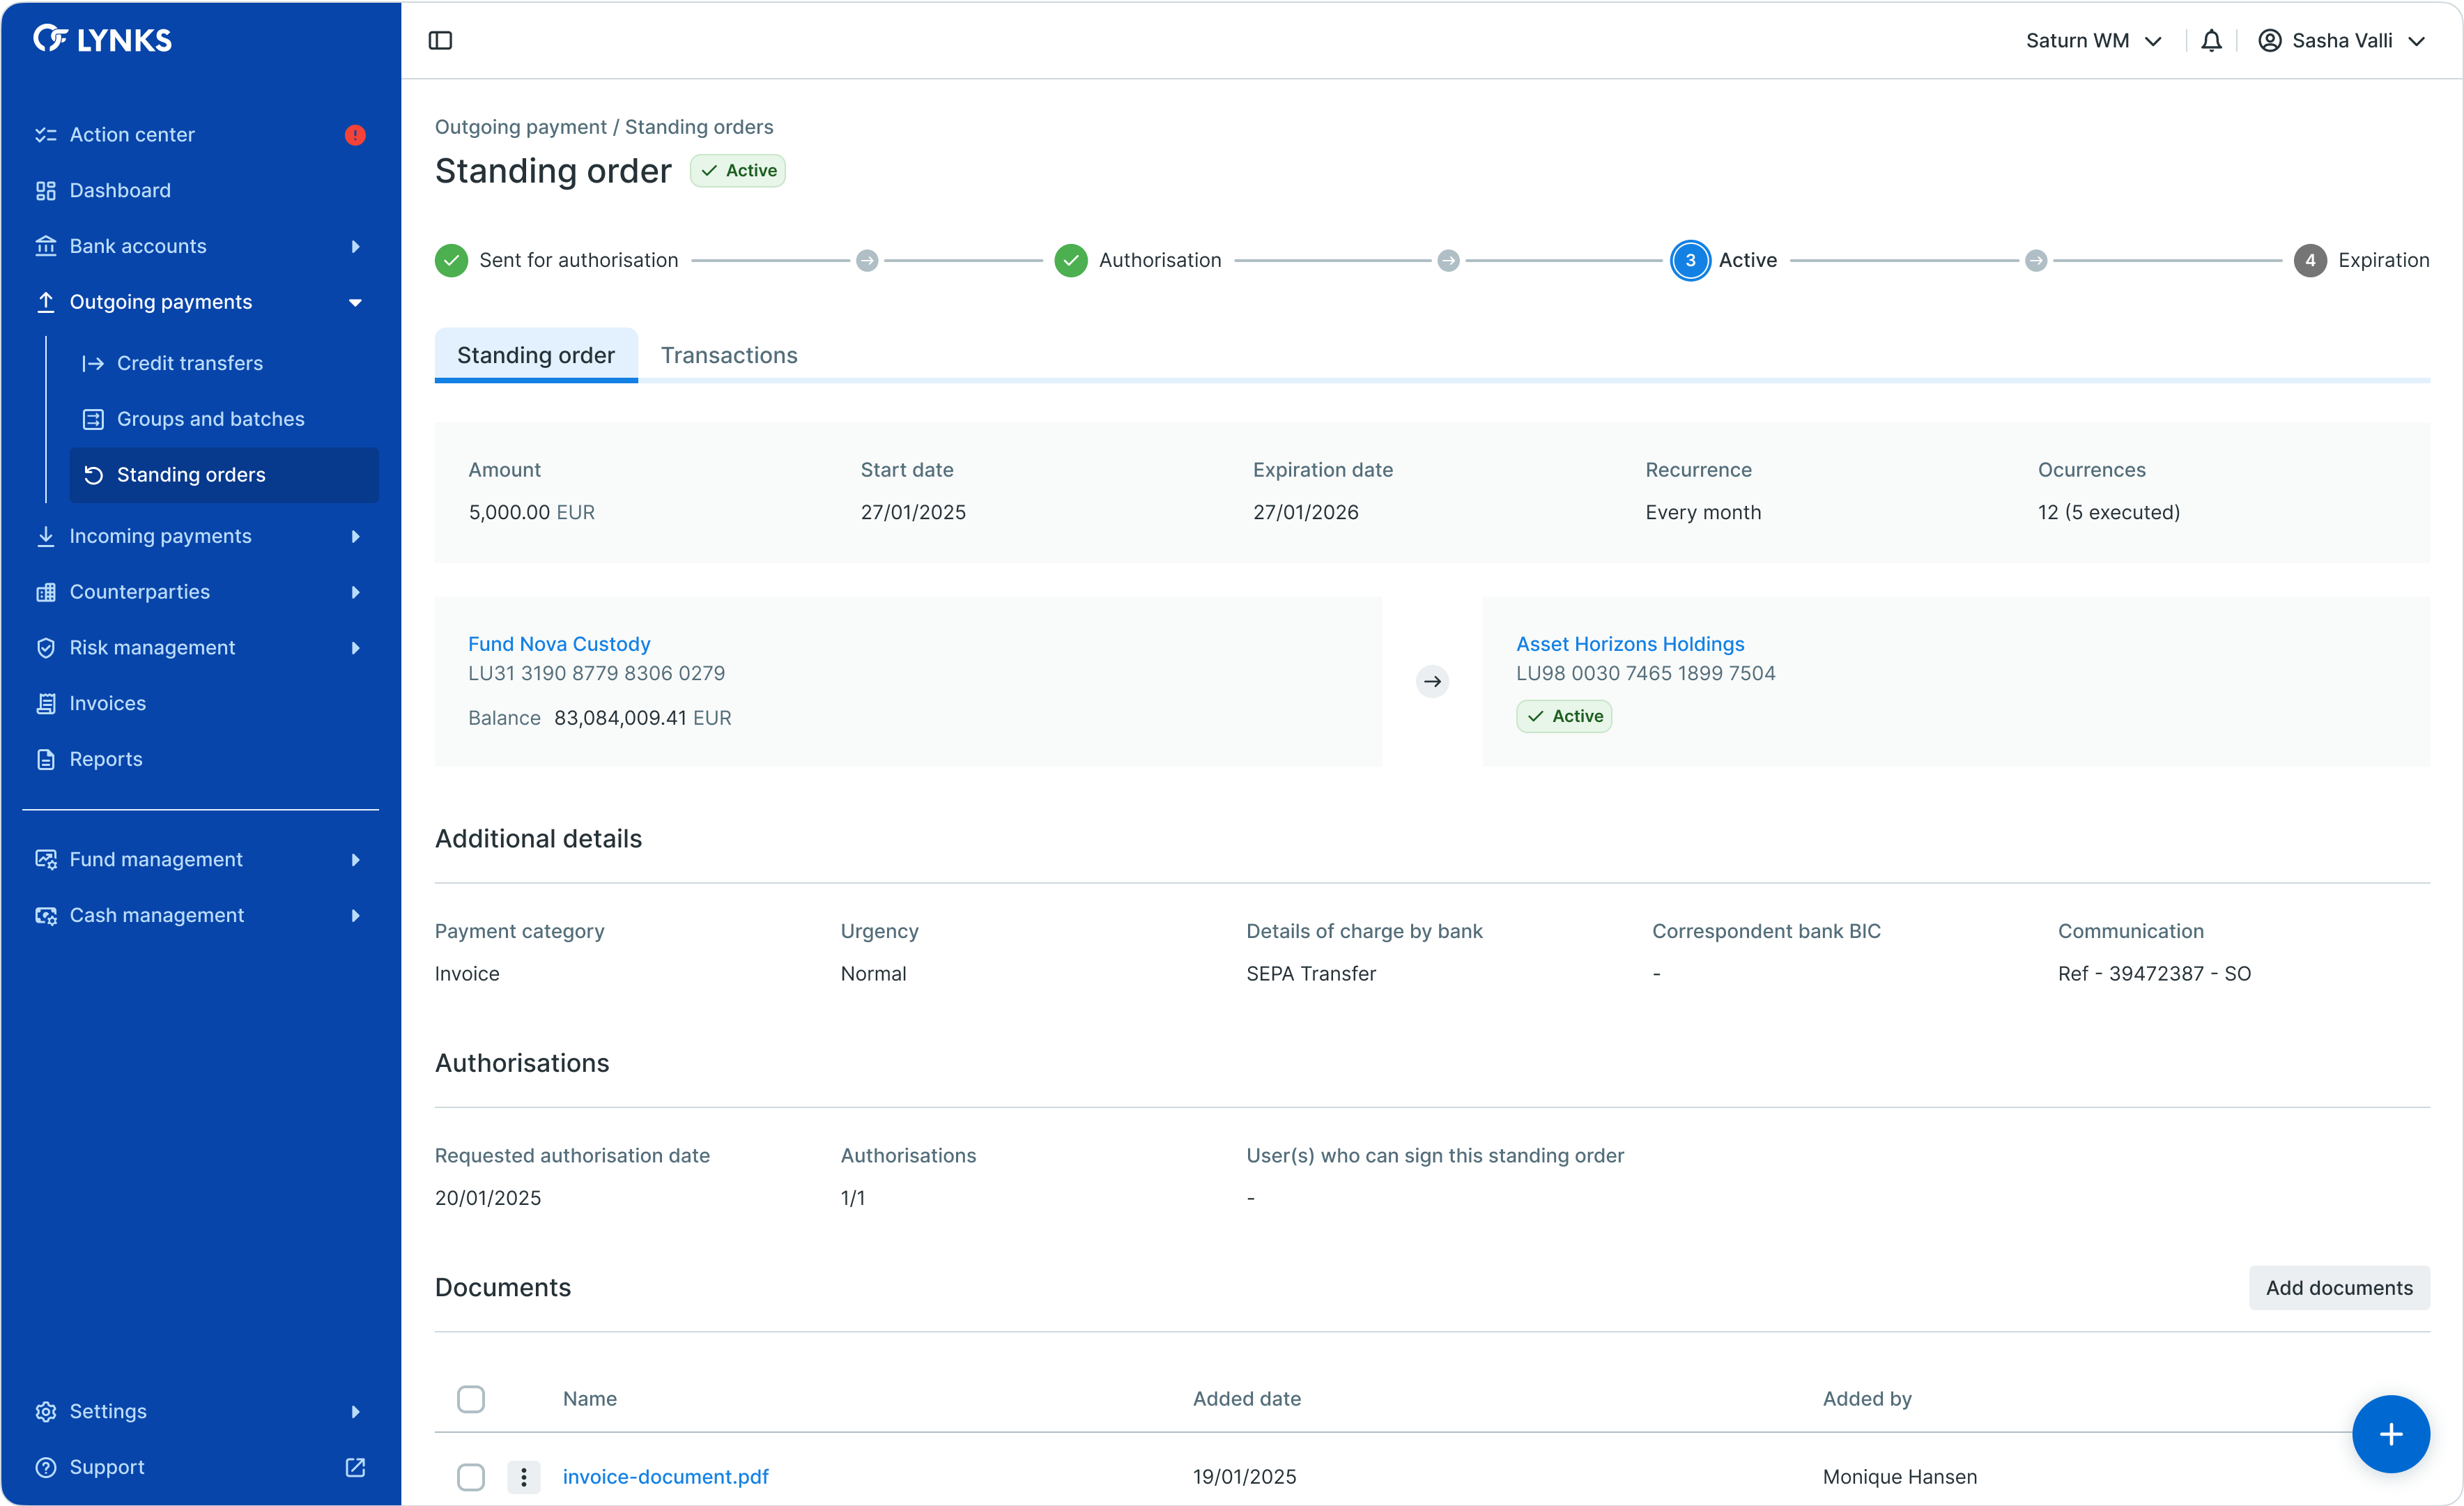 LYNKS
Saturn WM
Sasha Valli
Action center
Dashboard
Bank accounts
Outgoing payments
Credit transfers
Groups and batches
Standing orders
Incoming payments
Counterparties
Risk management
Invoices
Reports
Fund management
Cash management
Settings
Support
Outgoing payment / Standing orders
Standing order
Active
Sent for authorisation
Authorisation
3 Active
4 Expiration
Standing order
Transactions
Amount
5,000.00 EUR
Start date
27/01/2025
Expiration date
27/01/2026
Recurrence
Every month
Ocurrences
12 (5 executed)
Fund Nova Custody
LU31 3190 8779 8306 0279
Balance 83,084,009.41 EUR
Asset Horizons Holdings
LU98 0030 7465 1899 7504
Active
Additional details
Payment category
Invoice
Urgency
Normal
Details of charge by bank
SEPA Transfer
Correspondent bank BIC
-
Communication
Ref - 39472387 - SO
Authorisations
Requested authorisation date
20/01/2025
Authorisations
1/1
User(s) who can sign this standing order
-
Documents
Add documents
Name
Added date
Added by
invoice-document.pdf
19/01/2025
Monique Hansen